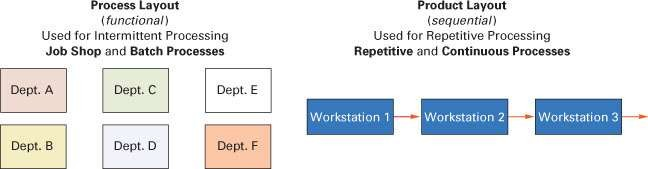 Process Layout
(functional)
Used for Intermittent Processing
Job Shop and Batch Processes
Dept. A
Dept. C
Dept. E
Dept. B
Dept. D
Dept. F
Product Layout
(sequential)
Used for Repetitive Processing
Repetitive and Continuous Processes
Workstation 1
Workstation 2
Workstation 3